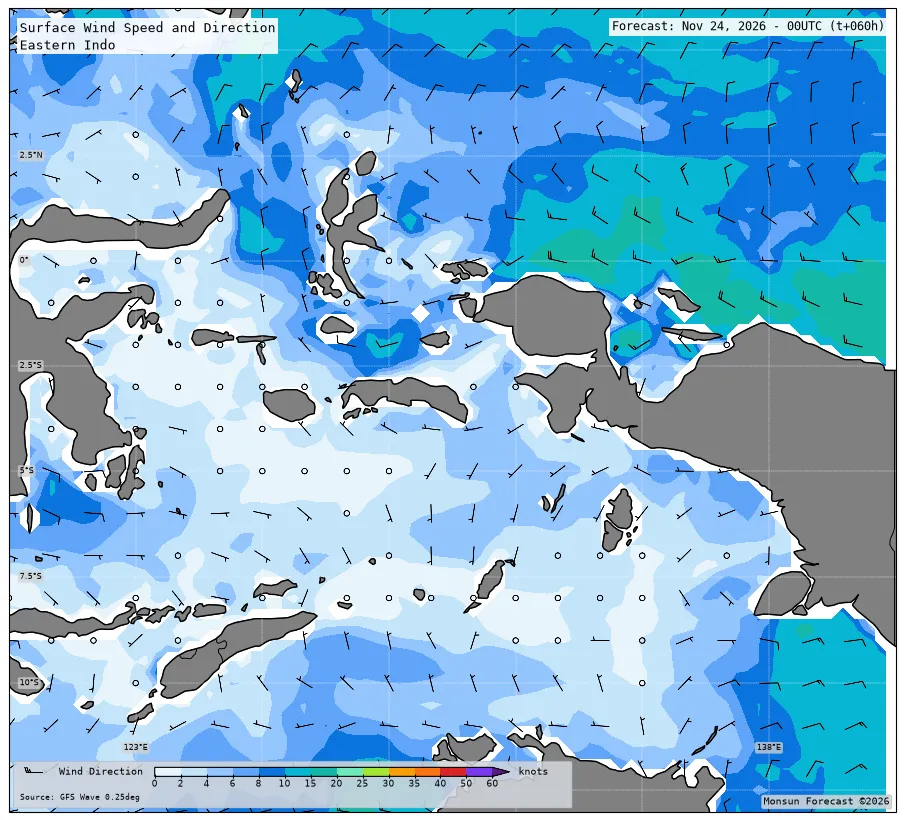 Surface Wind Speed and Direction
Eastern Indo
Forecast: Nov 24, 2026 - 00UTC (t+060h)
2.5°N
0°
2.5°S
5°S
7.5°S
10°S
123°E
138°E
Wind Direction
knots
0 2 4 6 8 10 15 20 25 30 35 40 50 60
Source: GFS Wave 0.25deg
Monsun Forecast ©2026